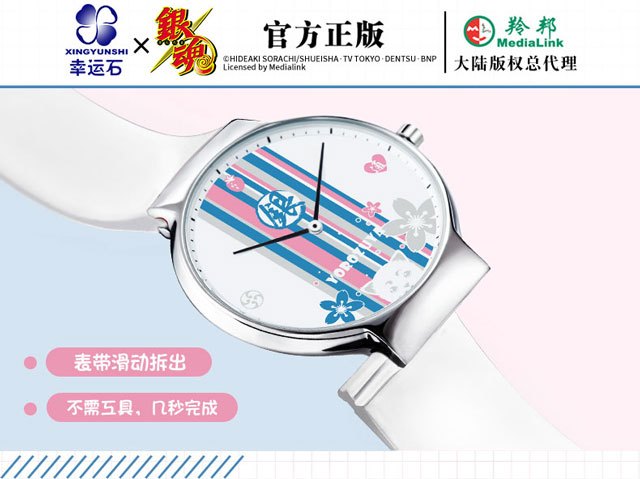 XINGYUNSHI
幸运石
×
銀魂
官方正版
©HIDEAKI SORACHI/SHUEISHA·TV TOKYO·DENTSU·BNP
Licensed by Medialink
羚邦
MediaLink
大陆版权总代理
銀
YOROZUYA
表带滑动拆出
不需工具，几秒完成